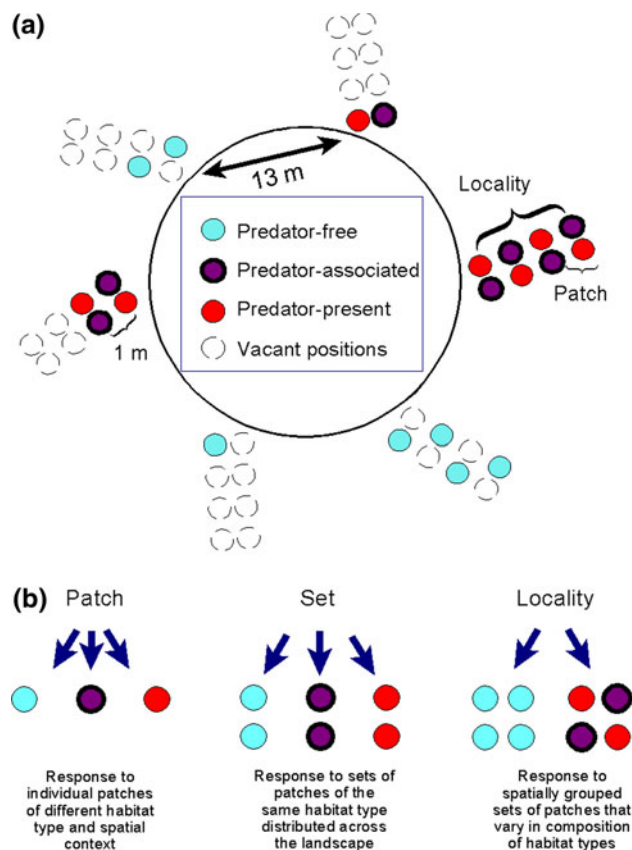 (a)
13 m
Locality
Predator-free
Predator-associated
Predator-present
Vacant positions
Patch
1 m
(b)
Patch
Set
Locality
Response to
individual patches
of different habitat
type and spatial
context
Response to sets of
patches of the
same habitat type
distributed across
the landscape
Response to
spatially grouped
sets of patches that
vary in composition
of habitat types